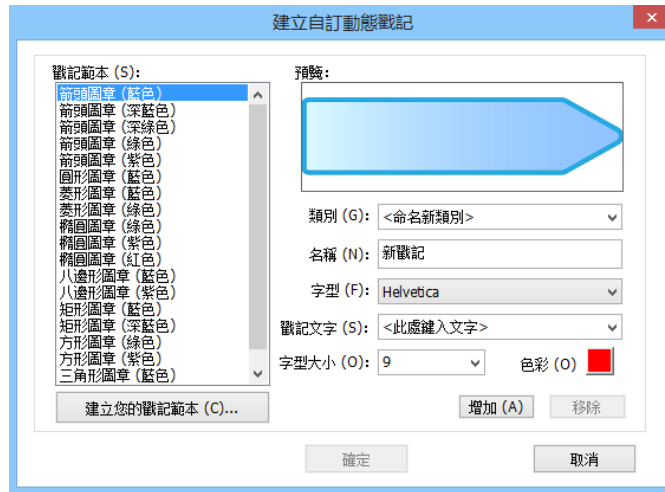 建立自訂動態戳記
戳記範本 (S):
箭頭圖章 (藍色)
箭頭圖章 (深藍色)
箭頭圖章 (深綠色)
箭頭圖章 (綠色)
箭頭圖章 (紫色)
圓形圖章 (藍色)
菱形圖章 (藍色)
菱形圖章 (綠色)
橢圓圖章 (綠色)
橢圓圖章 (紫色)
橢圓圖章 (紅色)
八邊形圖章 (藍色)
八邊形圖章 (紫色)
矩形圖章 (藍色)
矩形圖章 (深藍色)
方形圖章 (綠色)
方形圖章 (紫色)
三角形圖章 (藍色)
建立您的戳記範本 (C)...
預覽:
類別 (G): <命名新類別>
名稱 (N): 新戳記
字型 (F): Helvetica
戳記文字 (S): <此處鍵入文字>
字型大小 (O): 9 色彩 (O)
增加 (A) 移除
確定 取消